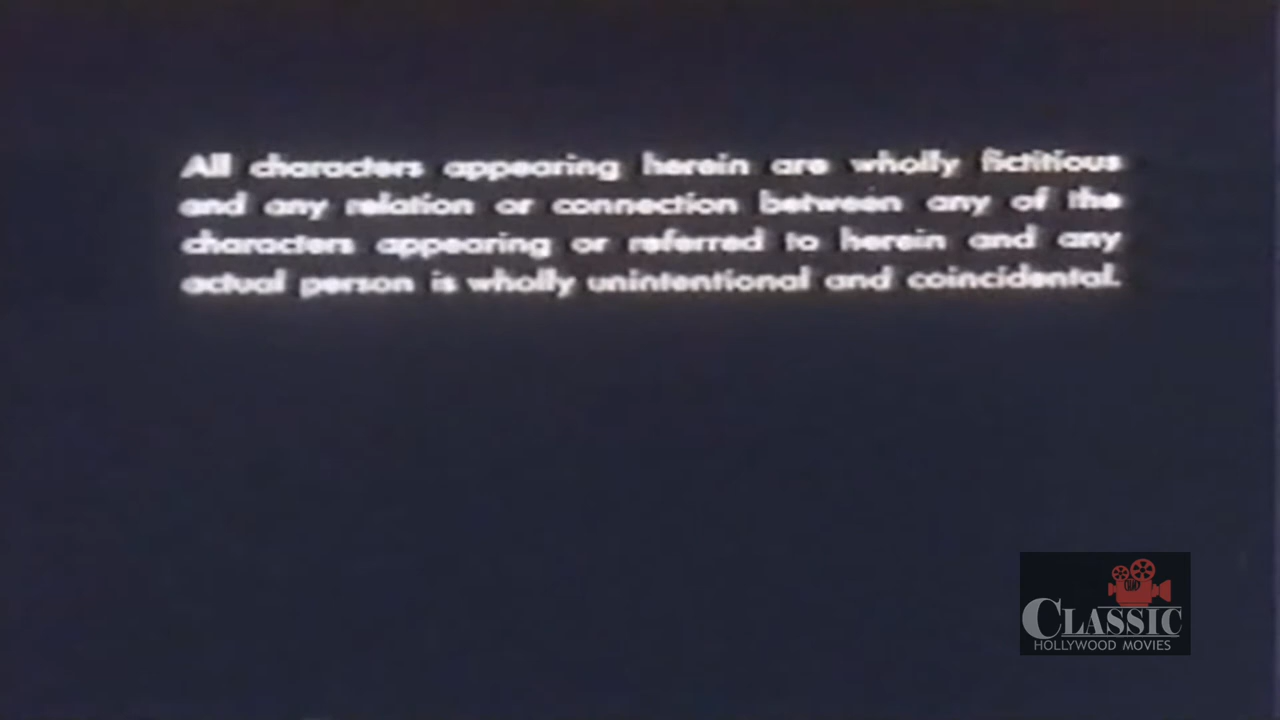 All characters appearing herein are wholly fictitious
and any relation or connection between any of the
characters appearing or referred to herein and any
actual person is wholly unintentional and coincidental.
CHM
CLASSIC
HOLLYWOOD MOVIES